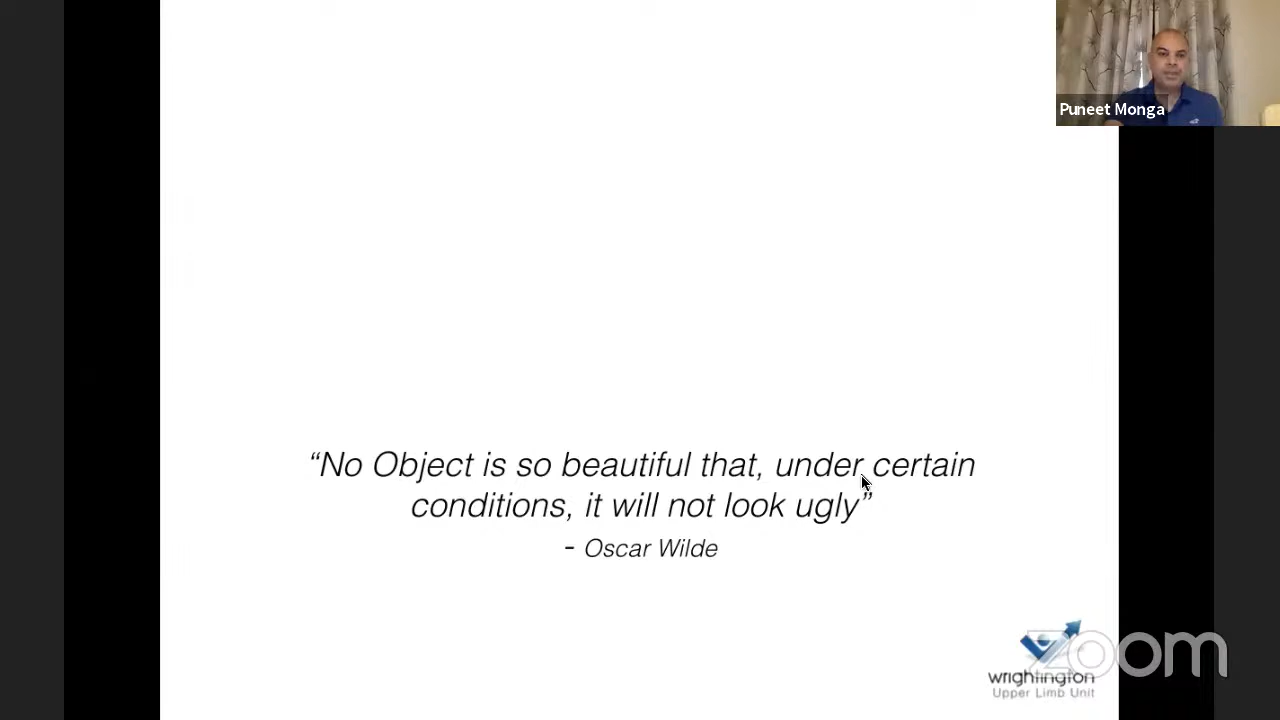 Puneet Monga
“No Object is so beautiful that, under certain
conditions, it will not look ugly”
- Oscar Wilde
zoom
wrightington
Upper Limb Unit